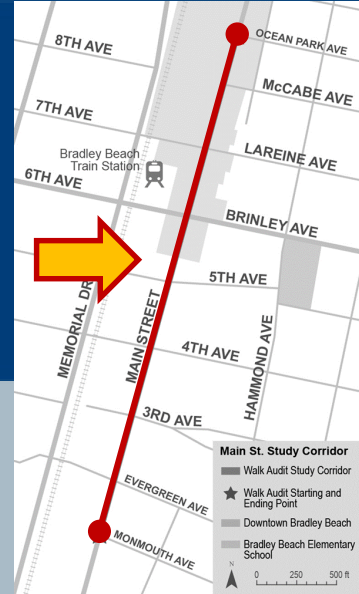 OCEAN PARK AVE
8TH AVE
McCABE AVE
7TH AVE
LAREINE AVE
Bradley Beach
Train Station
6TH AVE
BRINLEY AVE
5TH AVE
MEMORIAL DR
MAIN STREET
4TH AVE
HAMMOND AVE
3RD AVE
EVERGREEN AVE
MONMOUTH AVE
Main St. Study Corridor
Walk Audit Study Corridor
Walk Audit Starting and
Ending Point
Downtown Bradley Beach
Bradley Beach Elementary
School
N
0 250 500 ft